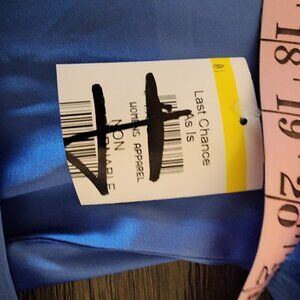 Last Chance
As Is
WOMENS APPAREL
NON
18 19 20